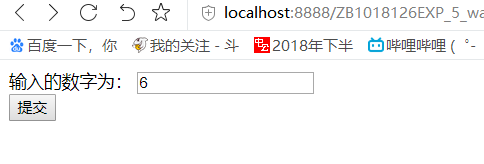 localhost:8888/ZB1018126EXP_5_wa
百度一下，你 我的关注 - 斗 2018年下半 哔哩哔哩 ( ゜-
输入的数字为： 6
提交